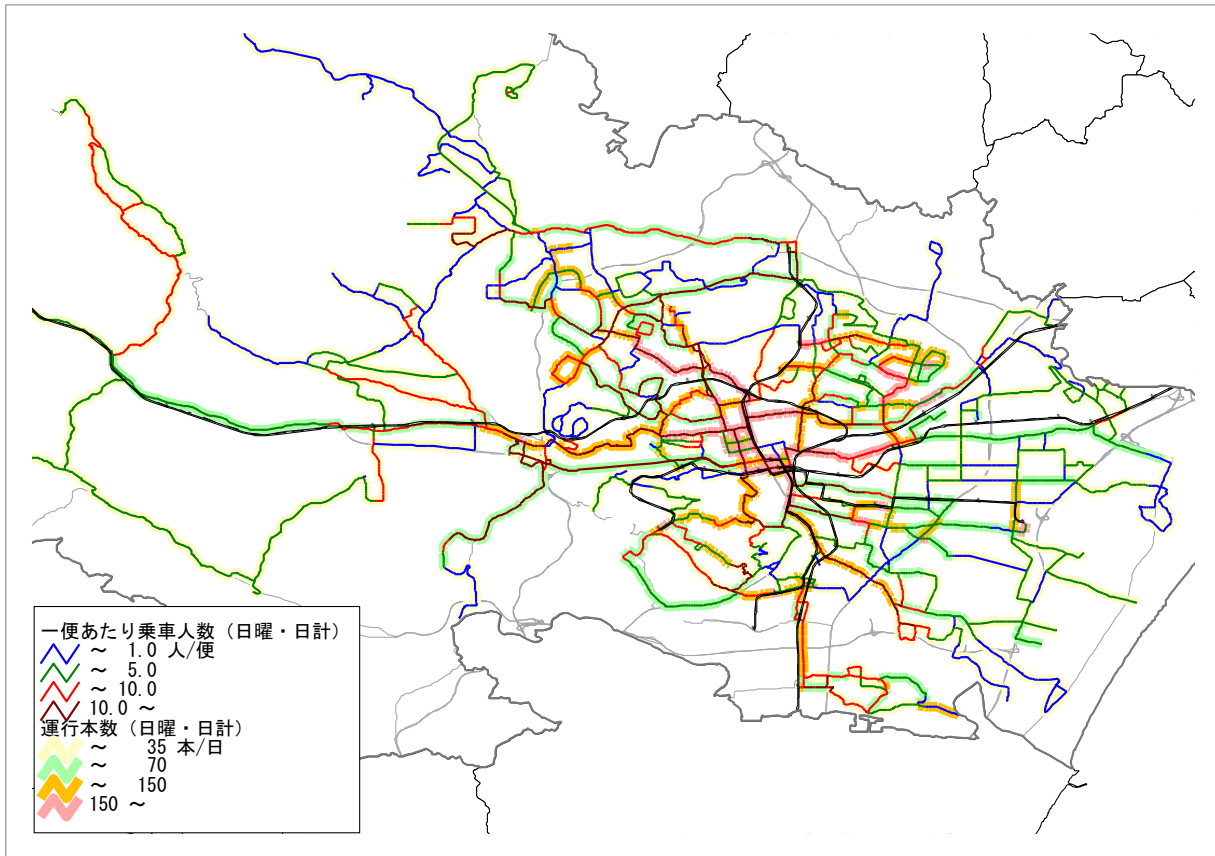 一便あたり乗車人数（日曜・日計）
～ 1.0 人/便
～ 5.0
～ 10.0
10.0 ～
運行本数（日曜・日計）
～ 35 本/日
～ 70
～ 150
150 ～